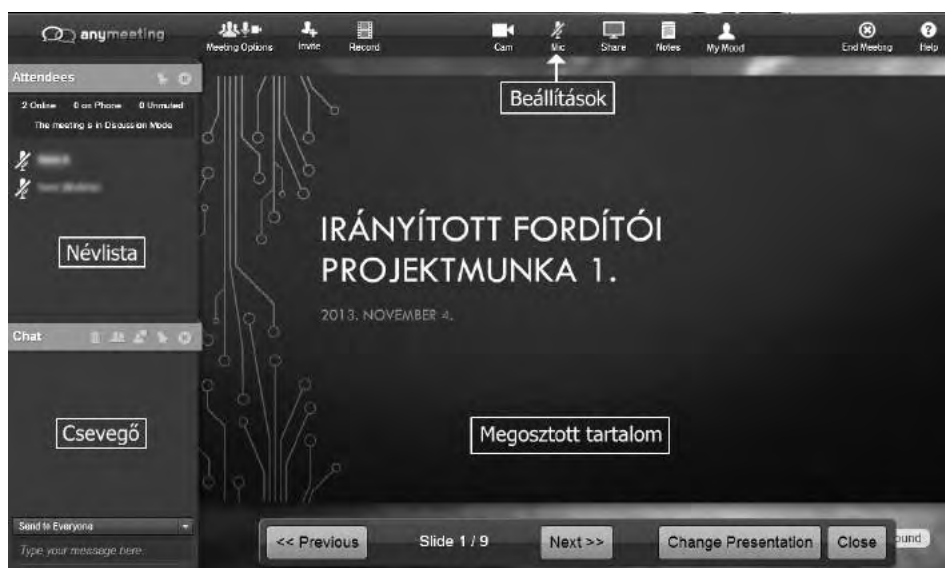 anymeeting
Meeting Options
Invite
Record
Cam
Mic
Share
Notes
My Mood
End Meeting
Help
Attendees
2 Online 0 on Phone 0 Unmuted
The meeting is in Discussion Mode
Beállítások
Névlista
IRÁNYÍTOTT FORDÍTÓI
PROJEKTMUNKA 1.
2013. NOVEMBER 4.
Chat
Csevegő
Megosztott tartalom
Send to Everyone
Type your message here.
<< Previous
Slide 1 / 9
Next >>
Change Presentation
Close